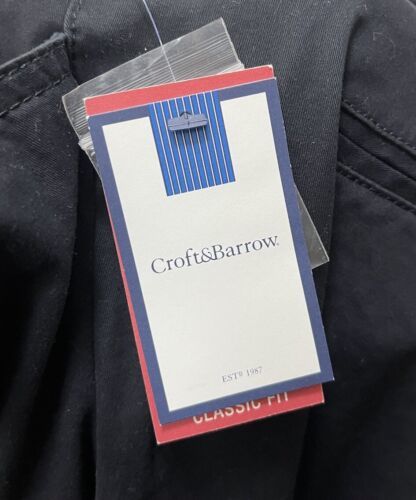 Croft&Barrow®
ESTD 1987
CLASSIC FIT